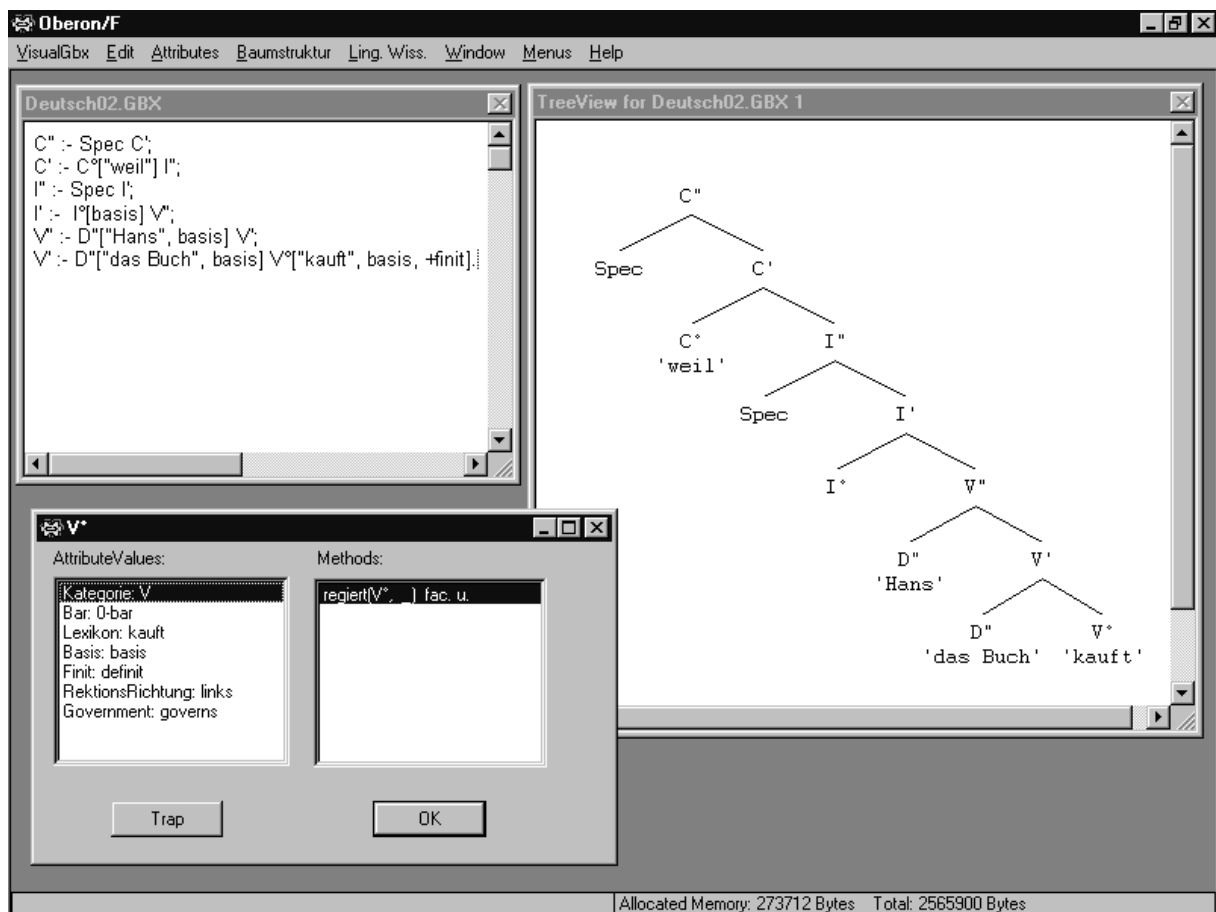 Oberon/F
VisualGbx Edit Attributes Baumstruktur Ling. Wiss. Window Menus Help
Deutsch02.GBX
C" :- Spec C';
C' :- C°["weil"] I";
I" :- Spec I';
I' :- I°[basis] V";
V" :- D"["Hans", basis] V';
V' :- D"["das Buch", basis] V°["kauft", basis, +finit].
TreeView for Deutsch02.GBX 1
C"
Spec C'
C° I"
'weil'
Spec I'
I° V"
D" V'
'Hans'
D" V°
'das Buch' 'kauft'
V°
AttributeValues:
Kategorie: V
Bar: 0-bar
Lexikon: kauft
Basis: basis
Finit: definit
RektionsRichtung: links
Government: governs
Methods:
regiert(V°, _) fac. u.
Trap OK
Allocated Memory: 273712 Bytes Total: 2565900 Bytes